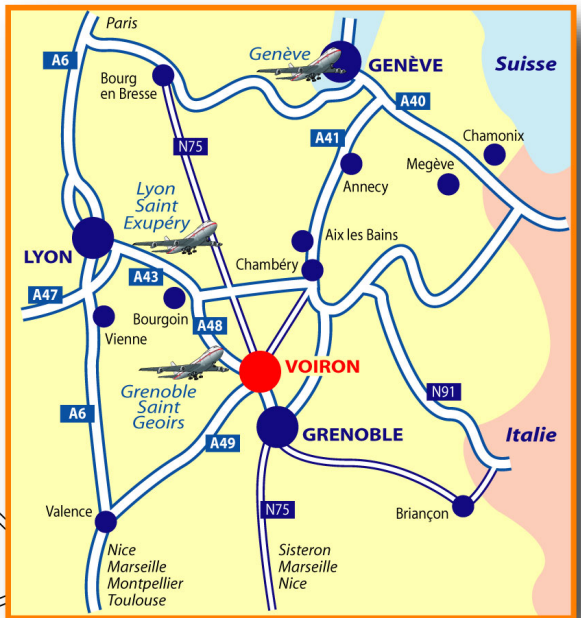 Paris
A6
Genève
GENÈVE
Suisse
Bourg
en Bresse
A40
A41
Chamonix
N75
Megève
Annecy
Lyon
Saint
Exupéry
LYON
Aix les Bains
Chambéry
A43
A47
Bourgoin
A48
Vienne
VOIRON
Grenoble
Saint
Geoirs
N91
A6
GRENOBLE
Italie
A49
Valence
N75
Briançon
Nice
Marseille
Montpellier
Toulouse
Sisteron
Marseille
Nice